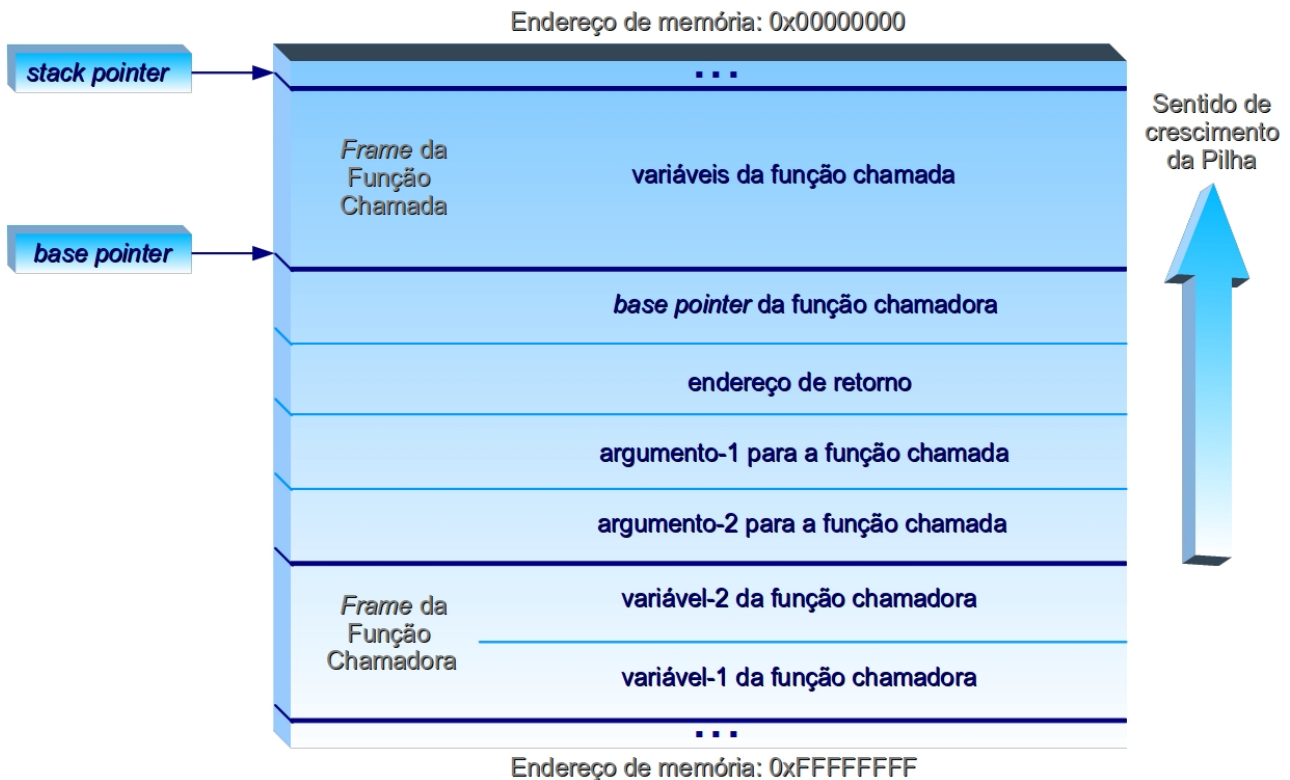 Endereço de memória: 0x00000000
stack pointer
...
Sentido de
crescimento
da Pilha
Frame da
Função
Chamada
variáveis da função chamada
base pointer
base pointer da função chamadora
endereço de retorno
argumento-1 para a função chamada
argumento-2 para a função chamada
Frame da
Função
Chamadora
variável-2 da função chamadora
variável-1 da função chamadora
...
Endereço de memória: 0xFFFFFFFF